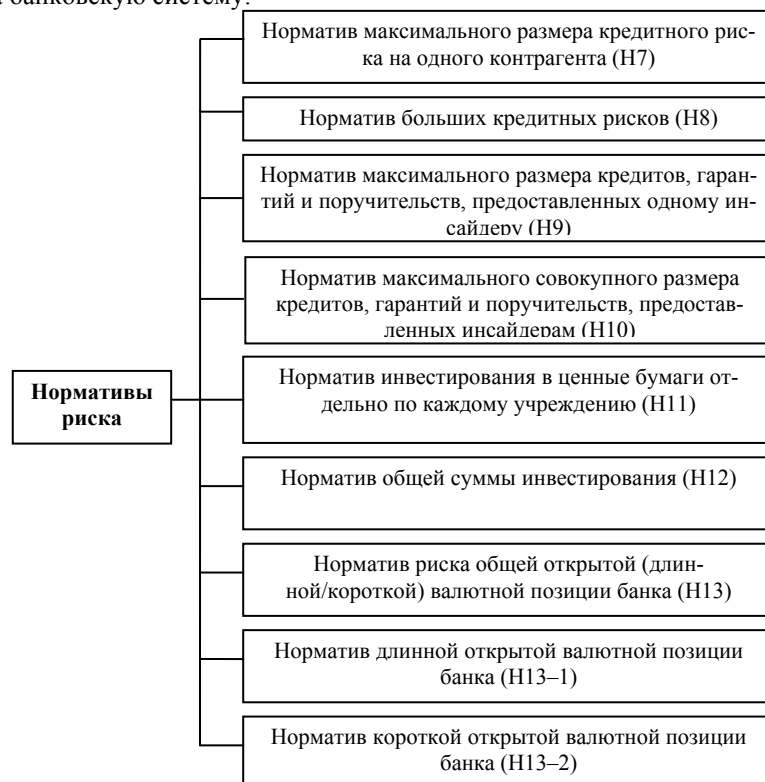 банковскую систему.
Норматив максимального размера кредитного рис-
ка на одного контрагента (Н7)
Норматив больших кредитных рисков (Н8)
Норматив максимального размера кредитов, гаран-
тий и поручительств, предоставленных одному ин-
сайдеру (Н9)
Норматив максимального совокупного размера
кредитов, гарантий и поручительств, предостав-
ленных инсайдерам (Н10)
Нормативы
риска
Норматив инвестирования в ценные бумаги от-
дельно по каждому учреждению (Н11)
Норматив общей суммы инвестирования (Н12)
Норматив риска общей открытой (длин-
ной/короткой) валютной позиции банка (Н13)
Норматив длинной открытой валютной позиции
банка (Н13–1)
Норматив короткой открытой валютной позиции
банка (Н13–2)